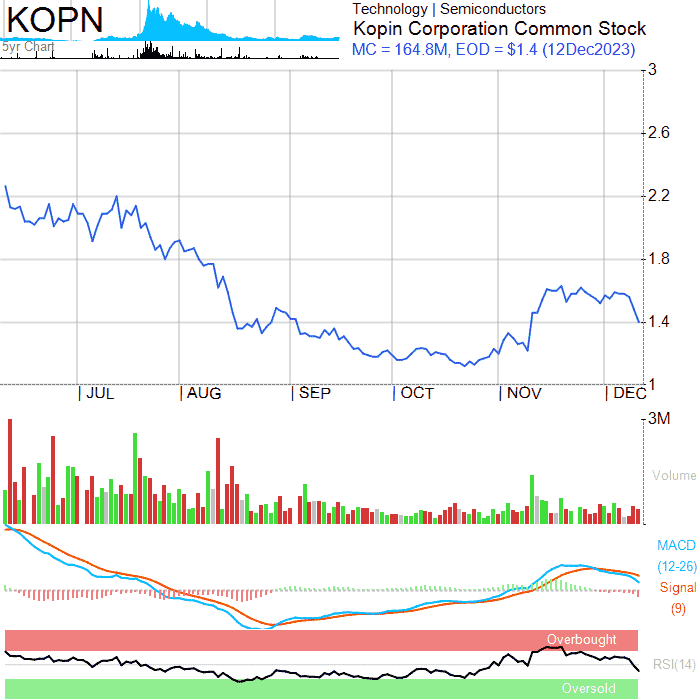 KOPN
5yr Chart
Technology | Semiconductors
Kopin Corporation Common Stock
MC = 164.8M, EOD = $1.4 (12Dec2023)
3
2.6
2.2
1.8
1.4
1
| JUL | AUG | SEP | OCT | NOV | DEC
3M
Volume
MACD
(12-26)
Signal
(9)
Overbought
RSI(14)
Oversold